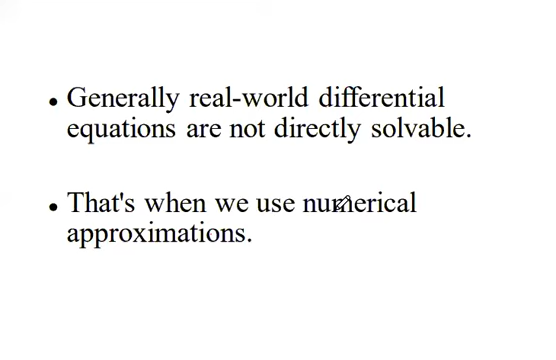 • Generally real-world differential
equations are not directly solvable.
• That's when we use numerical
approximations.